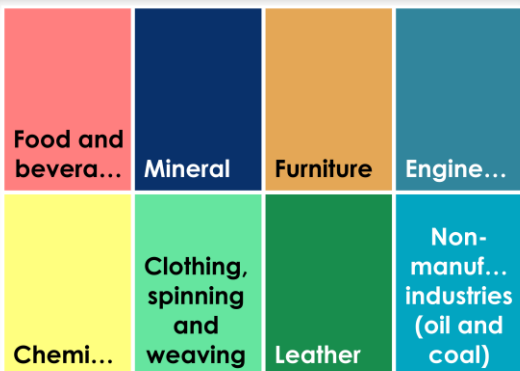 Food and
bevera...
Mineral
Furniture
Engine...
Chemi...
Clothing,
spinning
and
weaving
Leather
Non-
manuf...
industries
(oil and
coal)